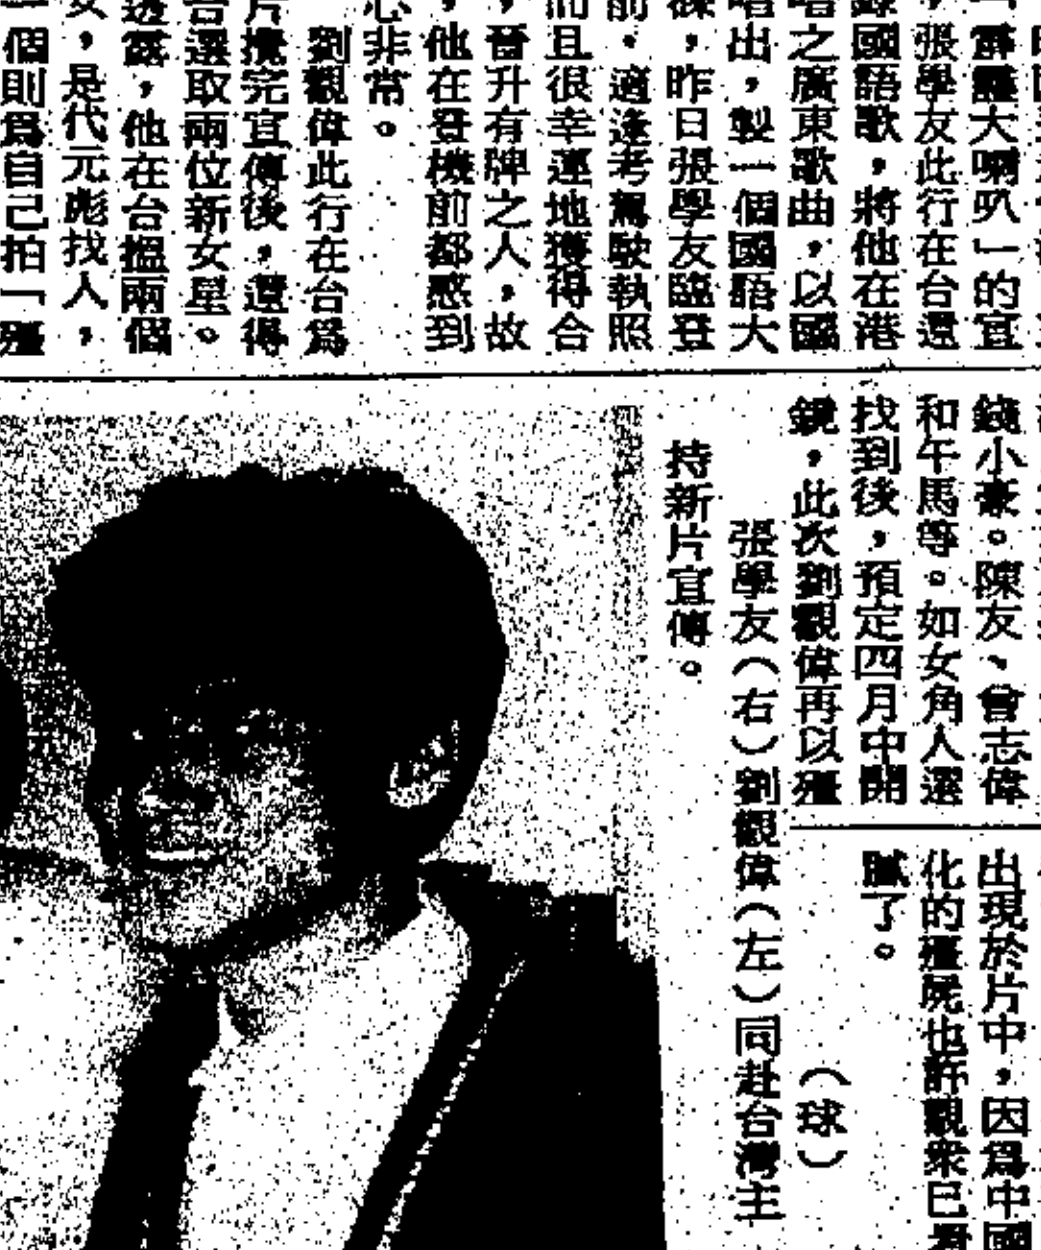 「霹靂大喇叭」的宣
，張學友此行在台還
錄國語歌，將他在港
唱之廣東歌曲，以國
唱出，製一個國語大
碟，昨日張學友臨登
前，適逢考駕駛執照
而且很幸運地獲得合
，晉升有牌之人，故
，他在登機前都感到
心非常。
劉觀偉此行在台爲
片攪完宣傳後，還得
台選取兩位新女星。
透露，他在台搵兩個
女，是代元彪找人，
一個則爲自己拍「殭
錢小豪。陳友、曾志偉
和午馬等。如女角人選
找到後，預定四月中開
鏡，此次劉觀偉再以殭
張學友（右）劉觀偉（左）同赴台灣主
持新片宣傳。
出現於片中，因爲中國
化的殭屍也許觀衆已看
膩了。
（球）